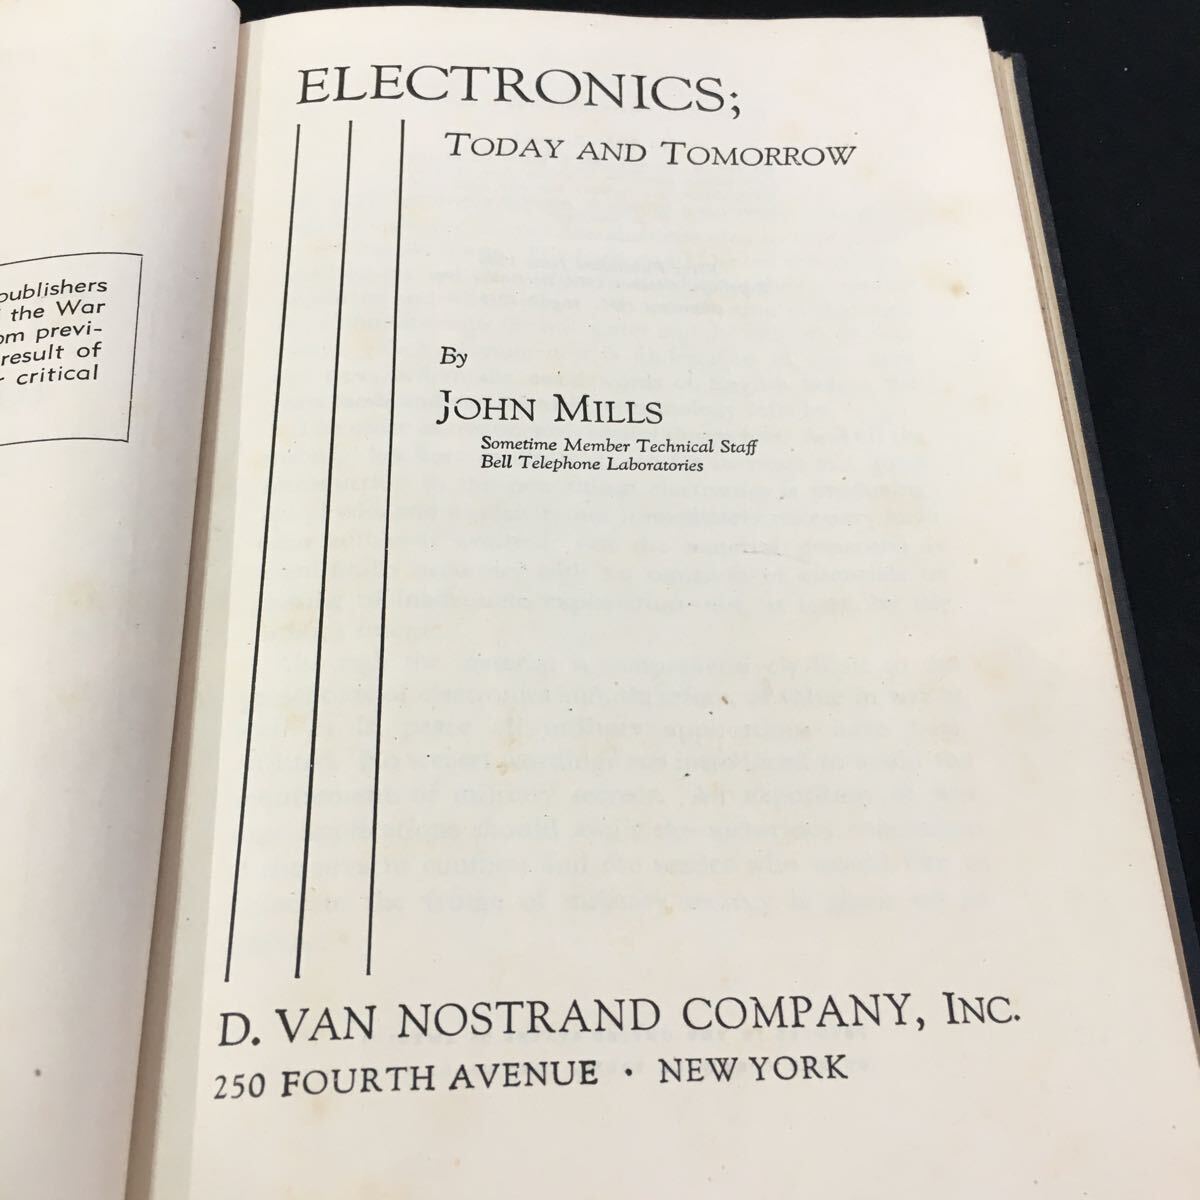 publishers
the War
om previ-
result of
critical
ELECTRONICS;
TODAY AND TOMORROW
By
JOHN MILLS
Sometime Member Technical Staff
Bell Telephone Laboratories
D. VAN NOSTRAND COMPANY, INC.
250 FOURTH AVENUE · NEW YORK